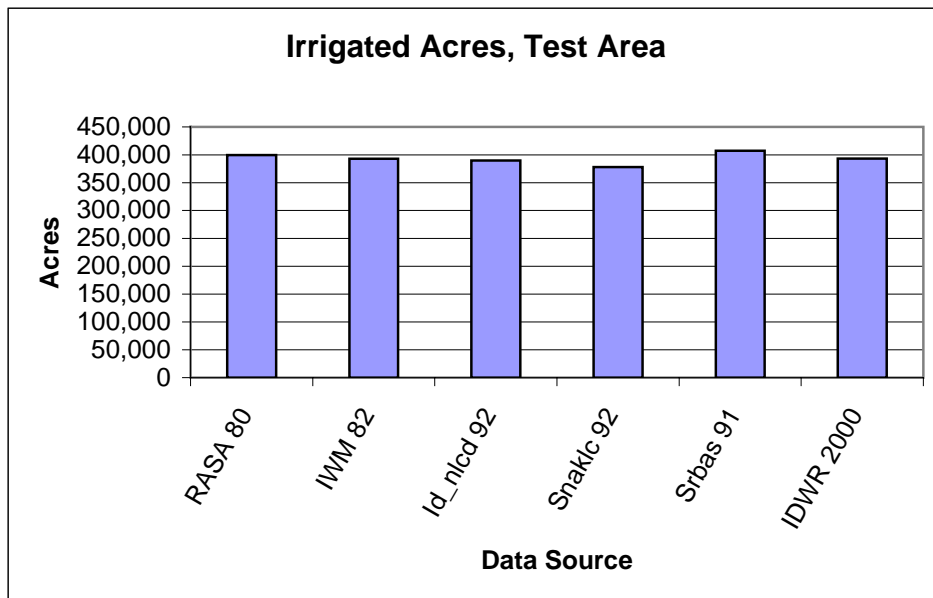 Irrigated Acres, Test Area
450,000
400,000
350,000
300,000
250,000
200,000
150,000
100,000
50,000
0
Acres
RASA 80
IWM 82
Id_nlcd 92
Snaklc 92
Srbas 91
IDWR 2000
Data Source